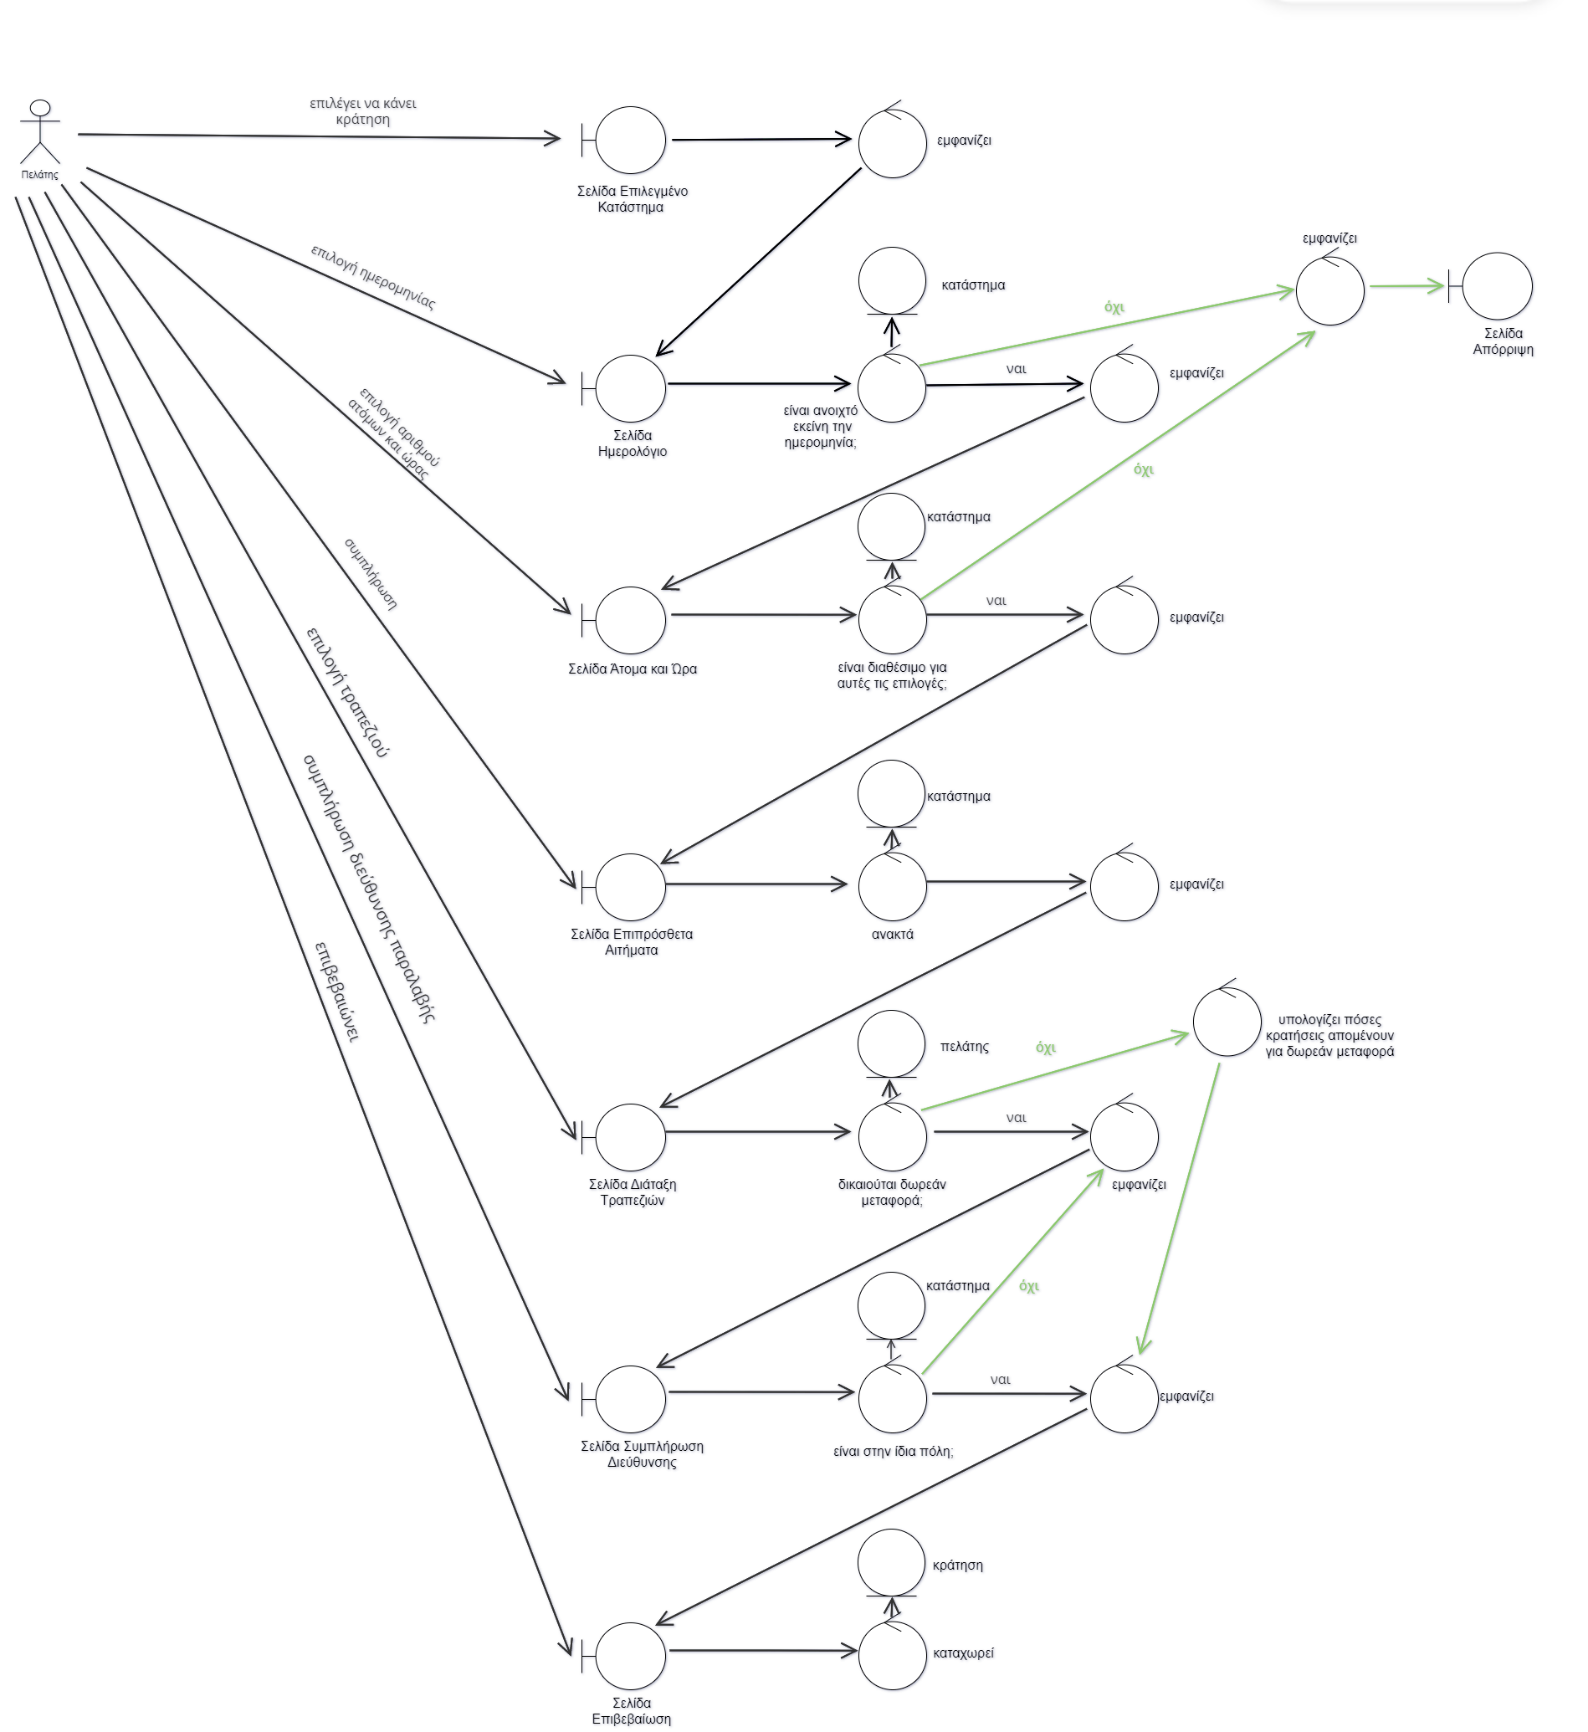 επιλέγει να κάνει
κράτηση
Πελάτης
Σελίδα Επιλεγμένο
Κατάστημα
εμφανίζει
επιλογή ημερομηνίας
κατάστημα
εμφανίζει
όχι
Σελίδα
Απόρριψη
ναι
εμφανίζει
είναι ανοιχτό
εκείνη την
ημερομηνία;
Σελίδα
Ημερολόγιο
επιλογή αριθμού
ατόμων και ώρας
όχι
κατάστημα
συμπλήρωση
ναι
εμφανίζει
Σελίδα Άτομα και Ώρα
είναι διαθέσιμο για
αυτές τις επιλογές;
επιλογή τραπεζιού
κατάστημα
συμπλήρωση διεύθυνσης παραλαβής
εμφανίζει
Σελίδα Επιπρόσθετα
Αιτήματα
ανακτά
επιβεβαιώνει
πελάτης
όχι
υπολογίζει πόσες
κρατήσεις απομένουν
για δωρεάν μεταφορά
ναι
Σελίδα Διάταξη
Τραπεζιών
δικαιούται δωρεάν
μεταφορά;
εμφανίζει
κατάστημα
όχι
ναι
εμφανίζει
Σελίδα Συμπλήρωση
Διεύθυνσης
είναι στην ίδια πόλη;
κράτηση
καταχωρεί
Σελίδα
Επιβεβαίωση